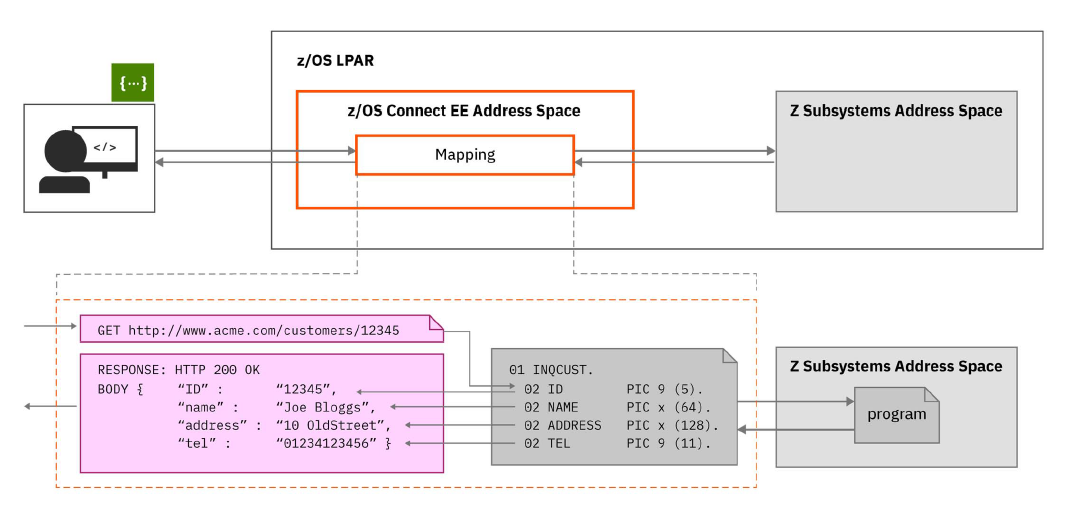 z/OS LPAR
{···}
z/OS Connect EE Address Space
Z Subsystems Address Space
</>
Mapping
GET http://www.acme.com/customers/12345
RESPONSE: HTTP 200 OK
BODY { “ID” : “12345”,
“name” : “Joe Bloggs”,
“address” : “10 OldStreet”,
“tel” : “01234123456” }
01 INQCUST.
02 ID PIC 9 (5).
02 NAME PIC x (64).
02 ADDRESS PIC x (128).
02 TEL PIC 9 (11).
Z Subsystems Address Space
program